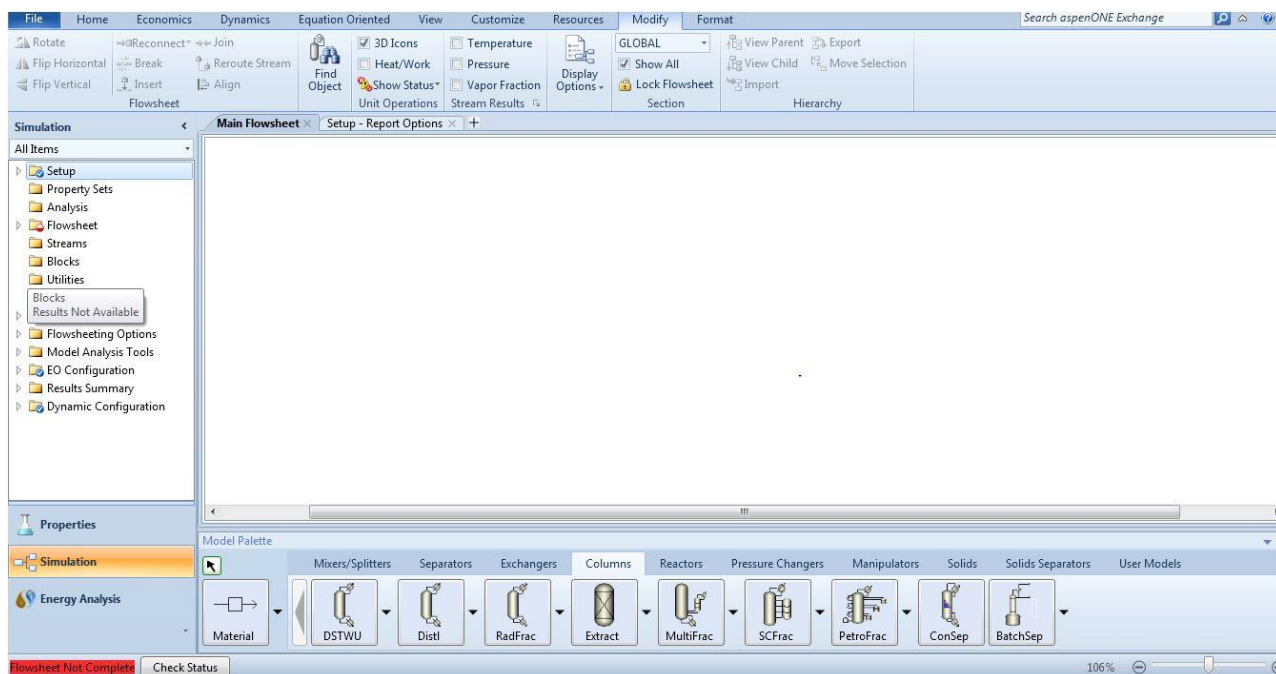 File Home Economics Dynamics Equation Oriented View Customize Resources Modify Format Search aspenONE Exchange
Rotate Reconnect Join Find Object 3D Icons Temperature Display Options GLOBAL View Parent Export
Flip Horizontal Break Reroute Stream Heat/Work Pressure Show All View Child Move Selection
Flip Vertical Insert Align Show Status Vapor Fraction Lock Flowsheet Import
Flowsheet Unit Operations Stream Results Section Hierarchy
Simulation Main Flowsheet Setup - Report Options
All Items
Setup
Property Sets
Analysis
Flowsheet
Streams
Blocks
Utilities
Blocks
Results Not Available
Flowsheeting Options
Model Analysis Tools
EO Configuration
Results Summary
Dynamic Configuration
Properties
Simulation
Energy Analysis
Model Palette
Mixers/Splitters Separators Exchangers Columns Reactors Pressure Changers Manipulators Solids Solids Separators User Models
Material DSTWU Distl RadFrac Extract MultiFrac SCFrac PetroFrac ConSep BatchSep
Flowsheet Not Complete Check Status 106%